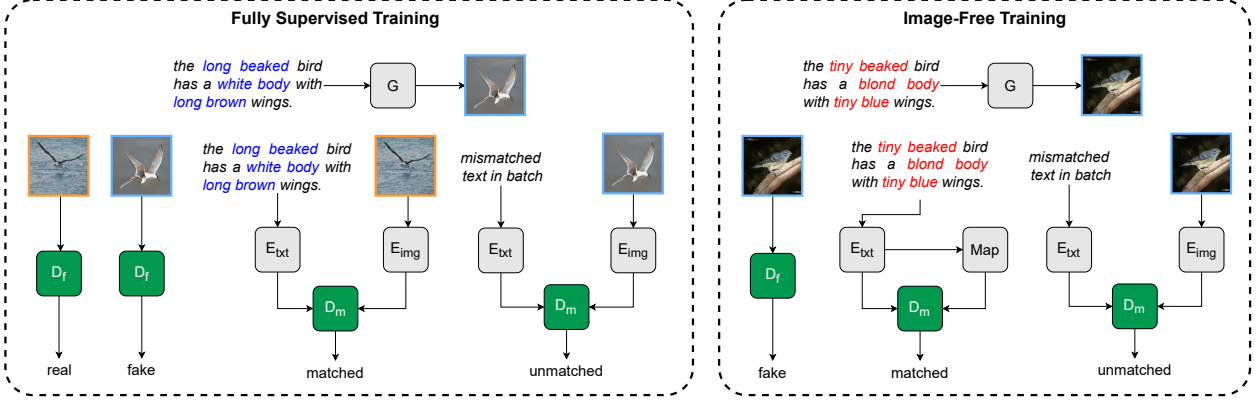 Fully Supervised Training
the long beaked bird
has a white body with
long brown wings.
G
the long beaked bird
has a white body with
long brown wings.
mismatched
text in batch
Df
Df
Etxt
Eimg
Etxt
Eimg
Dm
Dm
real
fake
matched
unmatched
Image-Free Training
the tiny beaked bird
has a blond body
with tiny blue wings.
G
the tiny beaked bird
has a blond body
with tiny blue wings.
mismatched
text in batch
Df
Etxt
Map
Etxt
Eimg
Dm
Dm
fake
matched
unmatched